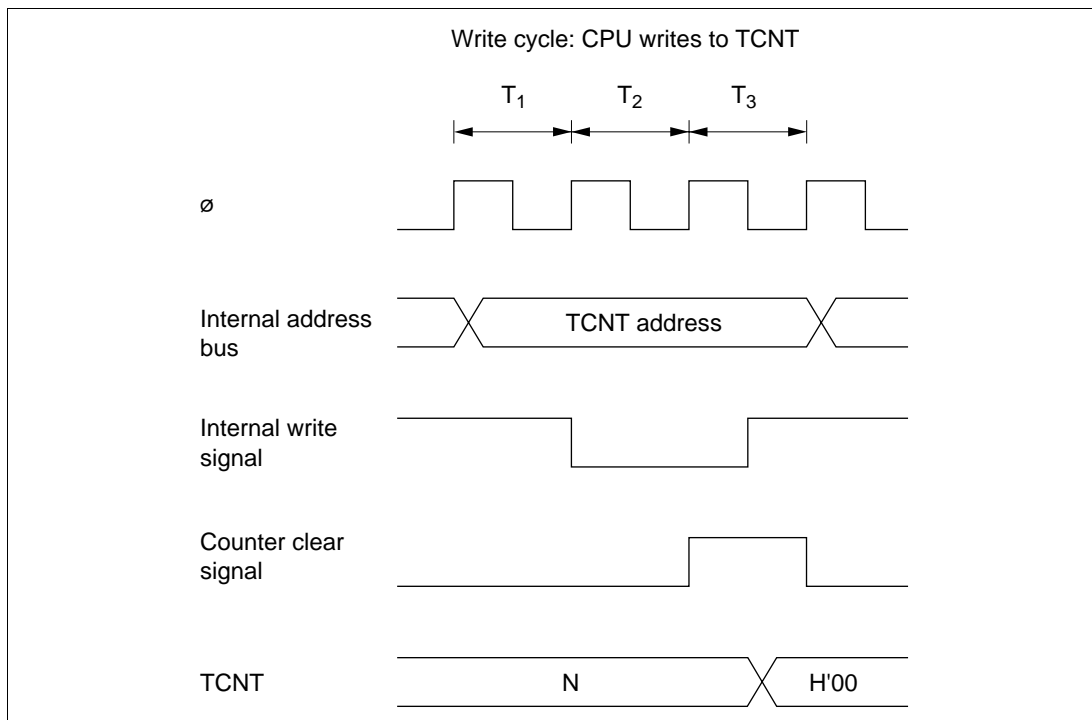 Write cycle: CPU writes to TCNT
T1 T2 T3
ø
Internal address
bus
TCNT address
Internal write
signal
Counter clear
signal
TCNT N H'00